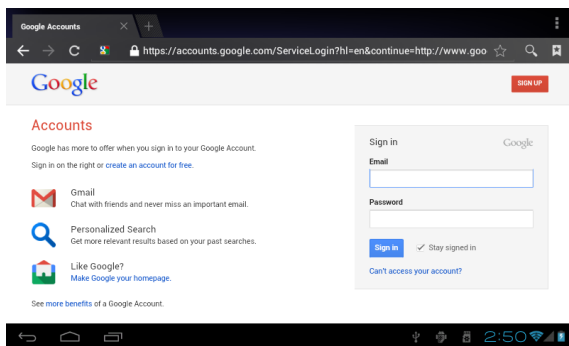 Google Accounts
https://accounts.google.com/ServiceLogin?hl=en&continue=http://www.goo
Google
SIGN UP
Accounts
Google has more to offer when you sign in to your Google Account.
Sign in on the right or create an account for free.
Gmail
Chat with friends and never miss an important email.
Personalized Search
Get more relevant results based on your past searches.
Like Google?
Make Google your homepage.
See more benefits of a Google Account.
Sign in Google
Email
Password
Sign in Stay signed in
Can't access your account?
2:50